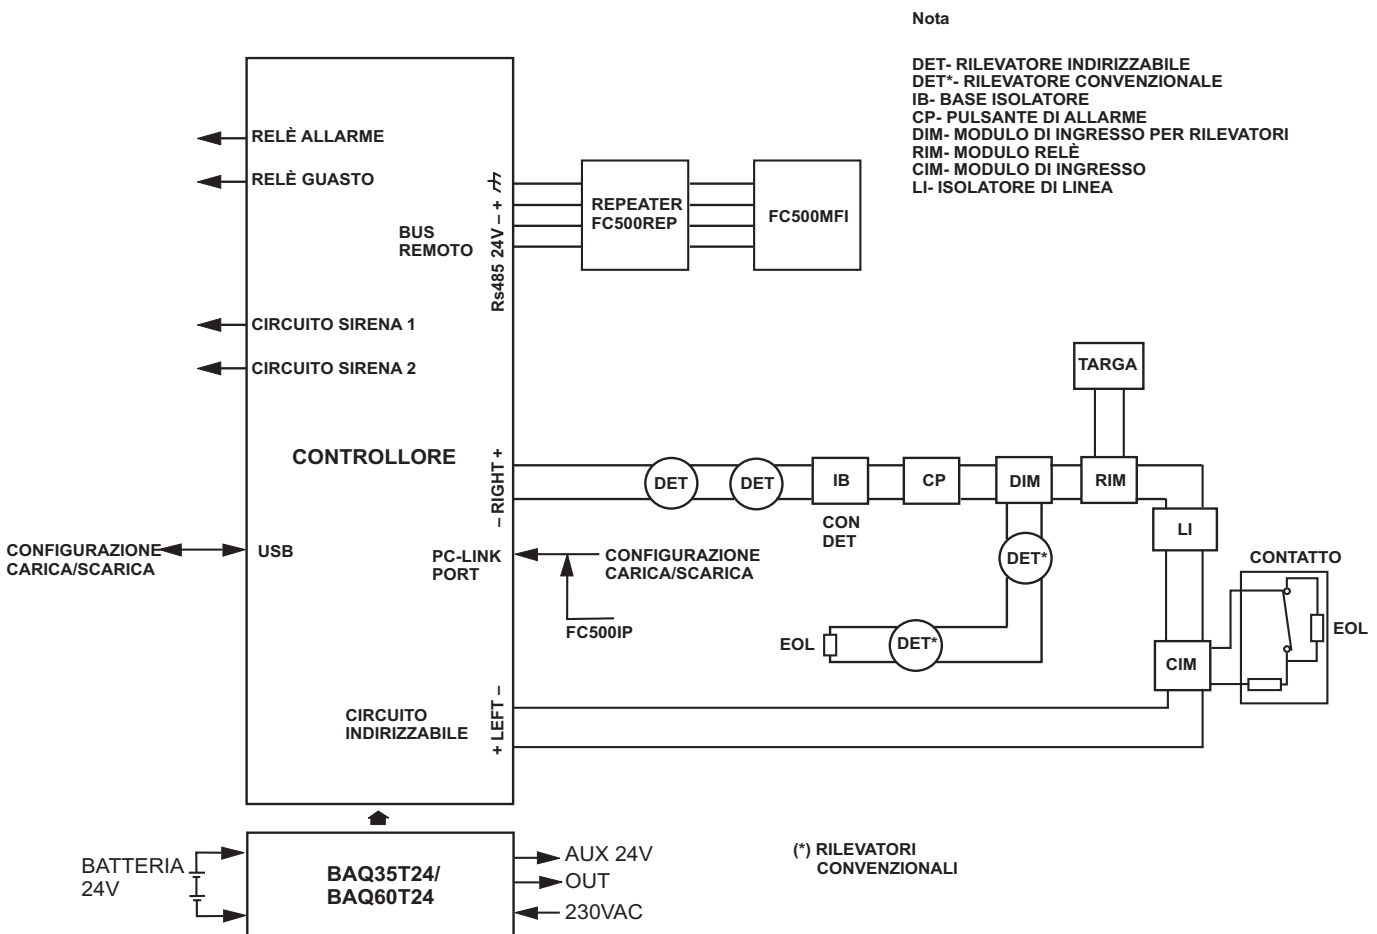 Nota
DET- RILEVATORE INDIRIZZABILE
DET*- RILEVATORE CONVENZIONALE
IB- BASE ISOLATORE
CP- PULSANTE DI ALLARME
DIM- MODULO DI INGRESSO PER RILEVATORI
RIM- MODULO RELÈ
CIM- MODULO DI INGRESSO
LI- ISOLATORE DI LINEA
RELÈ ALLARME
RELÈ GUASTO
BUS
REMOTO
Rs485 24V – +
REPEATER
FC500REP
FC500MFI
CIRCUITO SIRENA 1
CIRCUITO SIRENA 2
TARGA
CONTROLLORE
– RIGHT +
DET
DET
IB
CP
DIM
RIM
CON
DET
LI
CONFIGURAZIONE
CARICA/SCARICA
USB
PC-LINK
PORT
CONFIGURAZIONE
CARICA/SCARICA
FC500IP
DET*
CONTATTO
EOL
EOL
DET*
CIM
CIRCUITO
INDIRIZZABILE
+ LEFT –
BATTERIA
24V
BAQ35T24/
BAQ60T24
AUX 24V
OUT
230VAC
(*) RILEVATORI
CONVENZIONALI